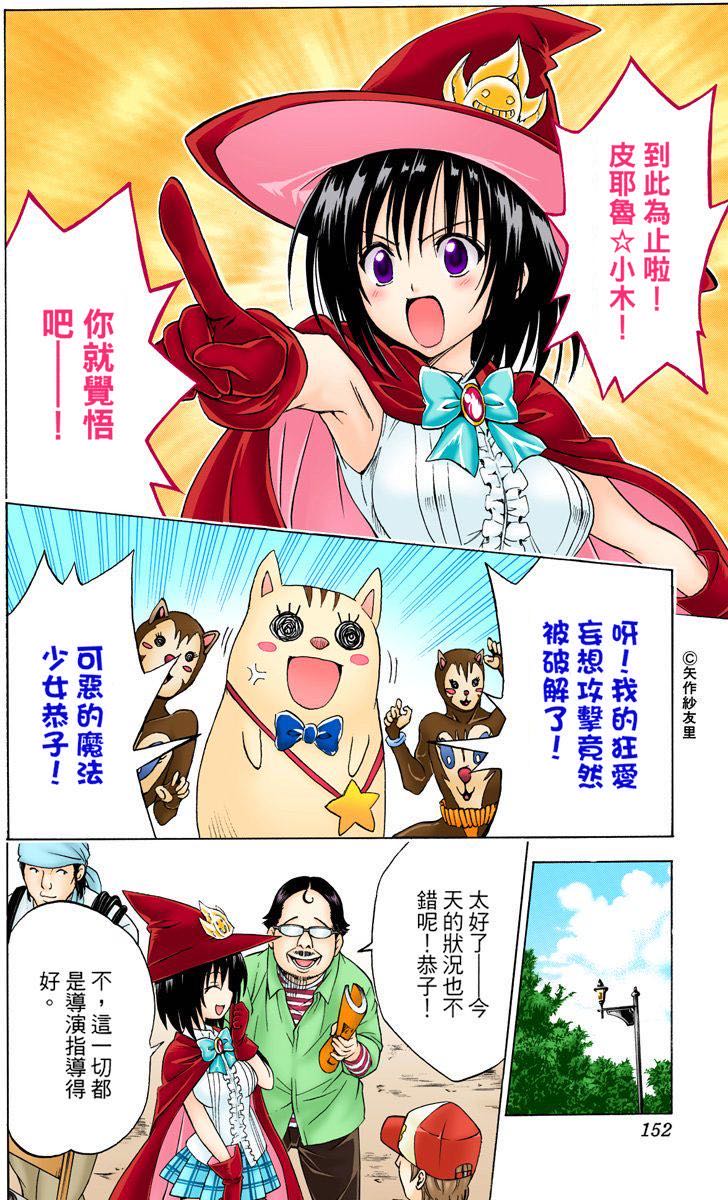 到此為止啦！
皮耶魯☆小木！
你就覺悟
吧——！
呀！我的狂愛
妄想攻擊竟然
被破解了！
可惡的魔法
少女恭子！
©矢作紗友里
太好了——今
天的狀況也不
錯呢！恭子！
不，這一切都
是導演指導得
好。
152